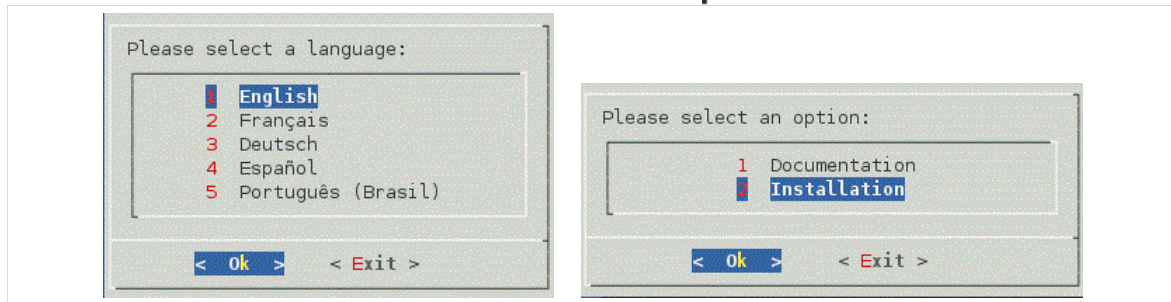 Please select a language:
1 English
2 Français
3 Deutsch
4 Español
5 Português (Brasil)
< Ok > < Exit >
Please select an option:
1 Documentation
2 Installation
< Ok > < Exit >